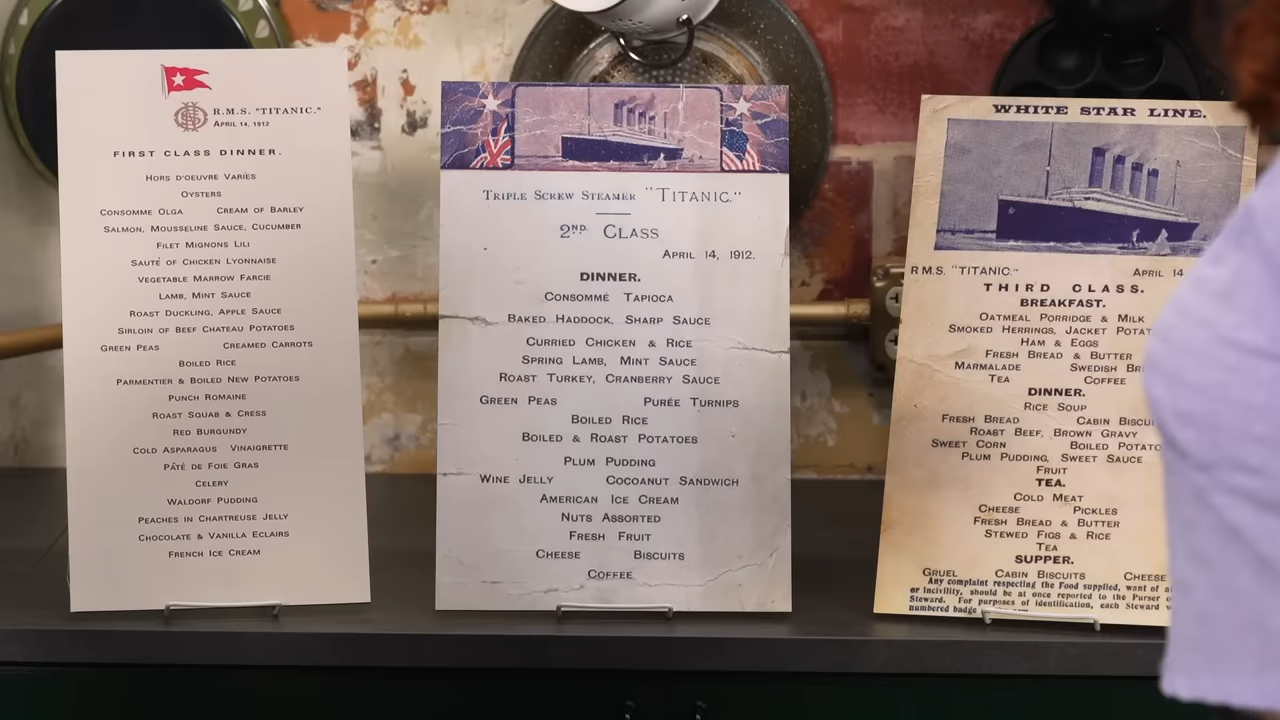 R.M.S. "TITANIC."
APRIL 14, 1912
FIRST CLASS DINNER.
HORS D'OEUVRE VARIÉS
OYSTERS
CONSOMME OLGA CREAM OF BARLEY
SALMON, MOUSSELINE SAUCE, CUCUMBER
FILET MIGNONS LILI
SAUTÉ OF CHICKEN LYONNAISE
VEGETABLE MARROW FARCIE
LAMB, MINT SAUCE
ROAST DUCKLING, APPLE SAUCE
SIRLOIN OF BEEF CHATEAU POTATOES
GREEN PEAS CREAMED CARROTS
BOILED RICE
PARMENTIER & BOILED NEW POTATOES
PUNCH ROMAINE
ROAST SQUAB & CRESS
RED BURGUNDY
COLD ASPARAGUS VINAIGRETTE
PÂTÉ DE FOIE GRAS
CELERY
WALDORF PUDDING
PEACHES IN CHARTREUSE JELLY
CHOCOLATE & VANILLA ECLAIRS
FRENCH ICE CREAM
TRIPLE SCREW STEAMER "TITANIC."
2ND. CLASS
APRIL 14, 1912.
DINNER.
CONSOMMÉ TAPIOCA
BAKED HADDOCK, SHARP SAUCE
CURRIED CHICKEN & RICE
SPRING LAMB, MINT SAUCE
ROAST TURKEY, CRANBERRY SAUCE
GREEN PEAS PURÉE TURNIPS
BOILED RICE
BOILED & ROAST POTATOES
PLUM PUDDING
WINE JELLY COCOANUT SANDWICH
AMERICAN ICE CREAM
NUTS ASSORTED
FRESH FRUIT
CHEESE BISCUITS
COFFEE
WHITE STAR LINE.
R.M.S. "TITANIC." APRIL 14
THIRD CLASS.
BREAKFAST.
OATMEAL PORRIDGE & MILK
SMOKED HERRINGS, JACKET POTAT
HAM & EGGS
FRESH BREAD & BUTTER
MARMALADE SWEDISH BR
TEA COFFEE
DINNER.
RICE SOUP
FRESH BREAD CABIN BISCUI
ROAST BEEF, BROWN GRAVY
SWEET CORN BOILED POTATO
PLUM PUDDING, SWEET SAUCE
FRUIT
TEA.
COLD MEAT
CHEESE PICKLES
FRESH BREAD & BUTTER
STEWED FIGS & RICE
TEA
SUPPER.
GRUEL CABIN BISCUITS CHEESE
Any complaint respecting the Food supplied, want of a
or incivility, should be at once reported to the Purser o
Steward. For purposes of identification, each Steward w
numbered badge